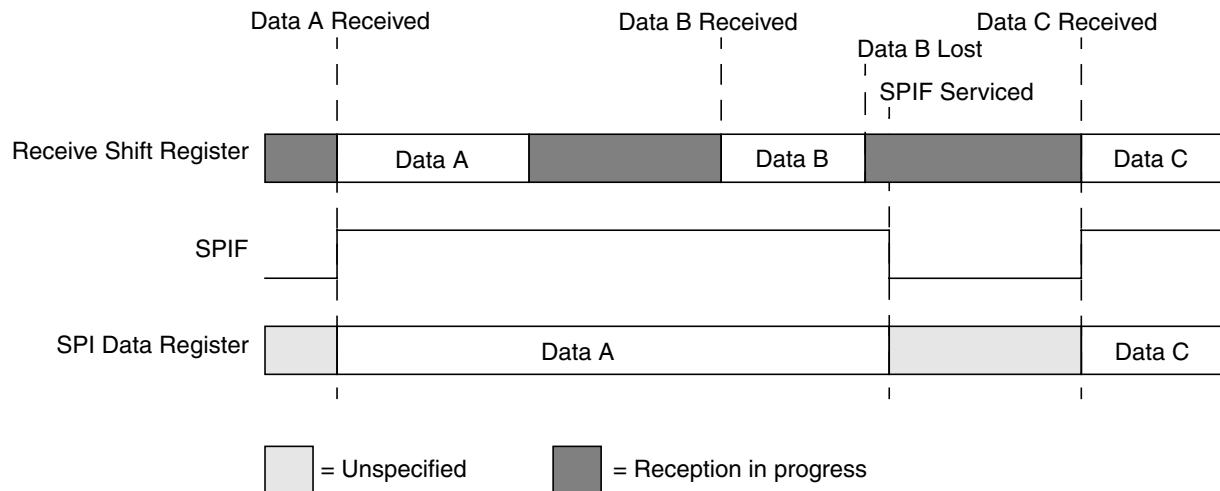 Data A Received
Data B Received
Data C Received
Data B Lost
SPIF Serviced
Receive Shift Register
Data A
Data B
Data C
SPIF
SPI Data Register
Data A
Data C
= Unspecified
= Reception in progress